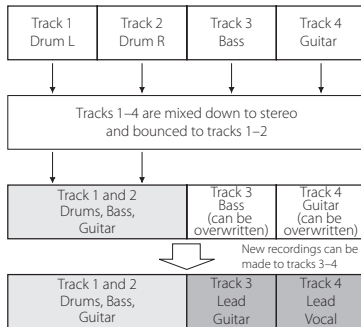 Track 1
Drum L
Track 2
Drum R
Track 3
Bass
Track 4
Guitar
Tracks 1–4 are mixed down to stereo
and bounced to tracks 1–2
Track 1 and 2
Drums, Bass,
Guitar
Track 3
Bass
(can be
overwritten)
Track 4
Guitar
(can be
overwritten)
New recordings can be
made to tracks 3–4
Track 1 and 2
Drums, Bass,
Guitar
Track 3
Lead
Guitar
Track 4
Lead
Vocal